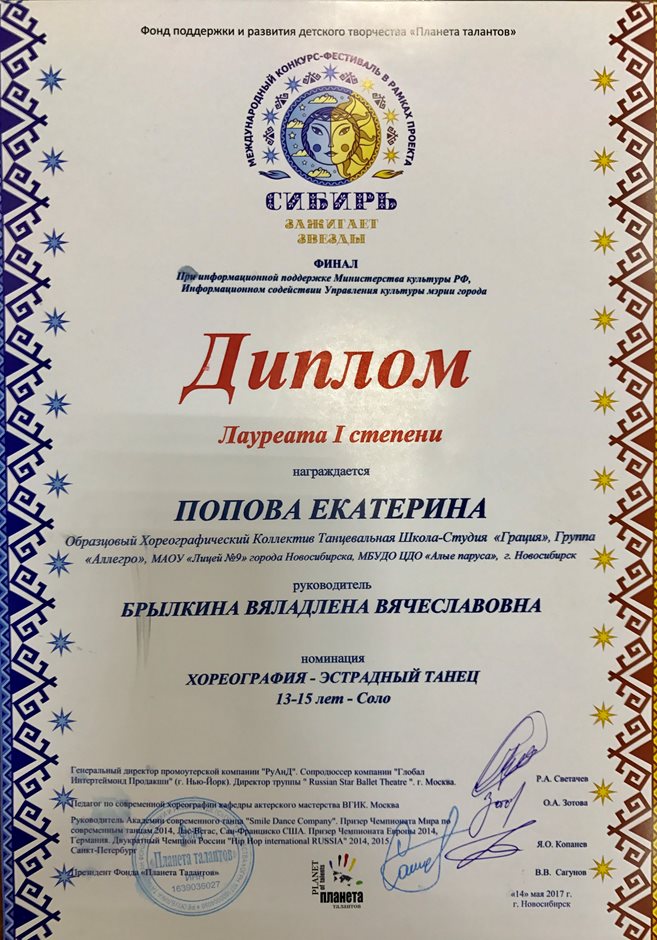 Фонд поддержки и развития детского творчества «Планета талантов»
МЕЖДУНАРОДНЫЙ КОНКУРС-ФЕСТИВАЛЬ В РАМКАХ ПРОЕКТА
СИБИРЬ
ЗАЖИГАЕТ
ЗВЕЗДЫ
ФИНАЛ
При информационной поддержке Министерства культуры РФ,
Информационном содействии Управления культуры мэрии города
Диплом
Лауреата I степени
награждается
ПОПОВА ЕКАТЕРИНА
Образцовый Хореографический Коллектив Танцевальная Школа-Студия «Грация», Группа
«Аллегро», МАОУ «Лицей №9» города Новосибирска, МБУДО ЦДО «Алые паруса», г. Новосибирск
руководитель
БРЫЛКИНА ВЯЛАДЛЕНА ВЯЧЕСЛАВОВНА
номинация
ХОРЕОГРАФИЯ - ЭСТРАДНЫЙ ТАНЕЦ
13-15 лет - Соло
Генеральный директор промоутерской компании "РуАнД". Сопродюссер компании "Глобал
Интертеймонд Продакшн" (г. Нью-Йорк). Директор труппы " Russian Star Ballet Theatre ". г. Москва.
Р.А. Светачев
Педагог по современной хореографии кафедры актерского мастерства ВГИК. Москва
О.А. Зотова
Руководитель Академии современного танца "Smile Dance Company". Призер Чемпионата Мира по
современным танцам 2014, Лас-Вегас, Сан-Франциско США. Призер Чемпионата Европы 2014,
Германия. Двукратный Чемпион России "Hip Hop international RUSSIA" 2014, 2015.
Санкт-Петербург
Я.О. Копанев
Президент Фонда «Планета Талантов»
В.В. Сагунов
"Планета талантов"
ИНН
1639039027
PLANET
of talents
планета
талантов
«14» мая 2017 г.
г. Новосибирск